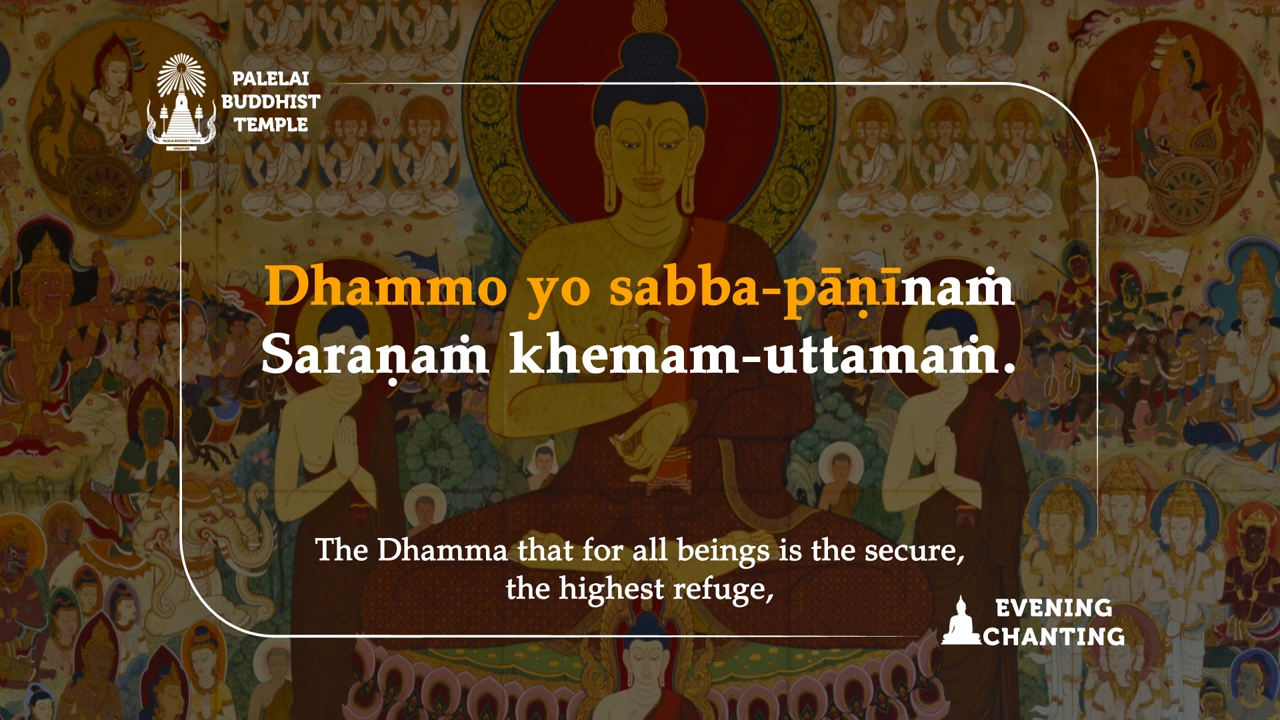 PALELAI
BUDDHIST
TEMPLE
Dhammo yo sabba-pāṇīnaṁ
Saraṇaṁ khemam-uttamaṁ.
The Dhamma that for all beings is the secure,
the highest refuge,
EVENING
CHANTING